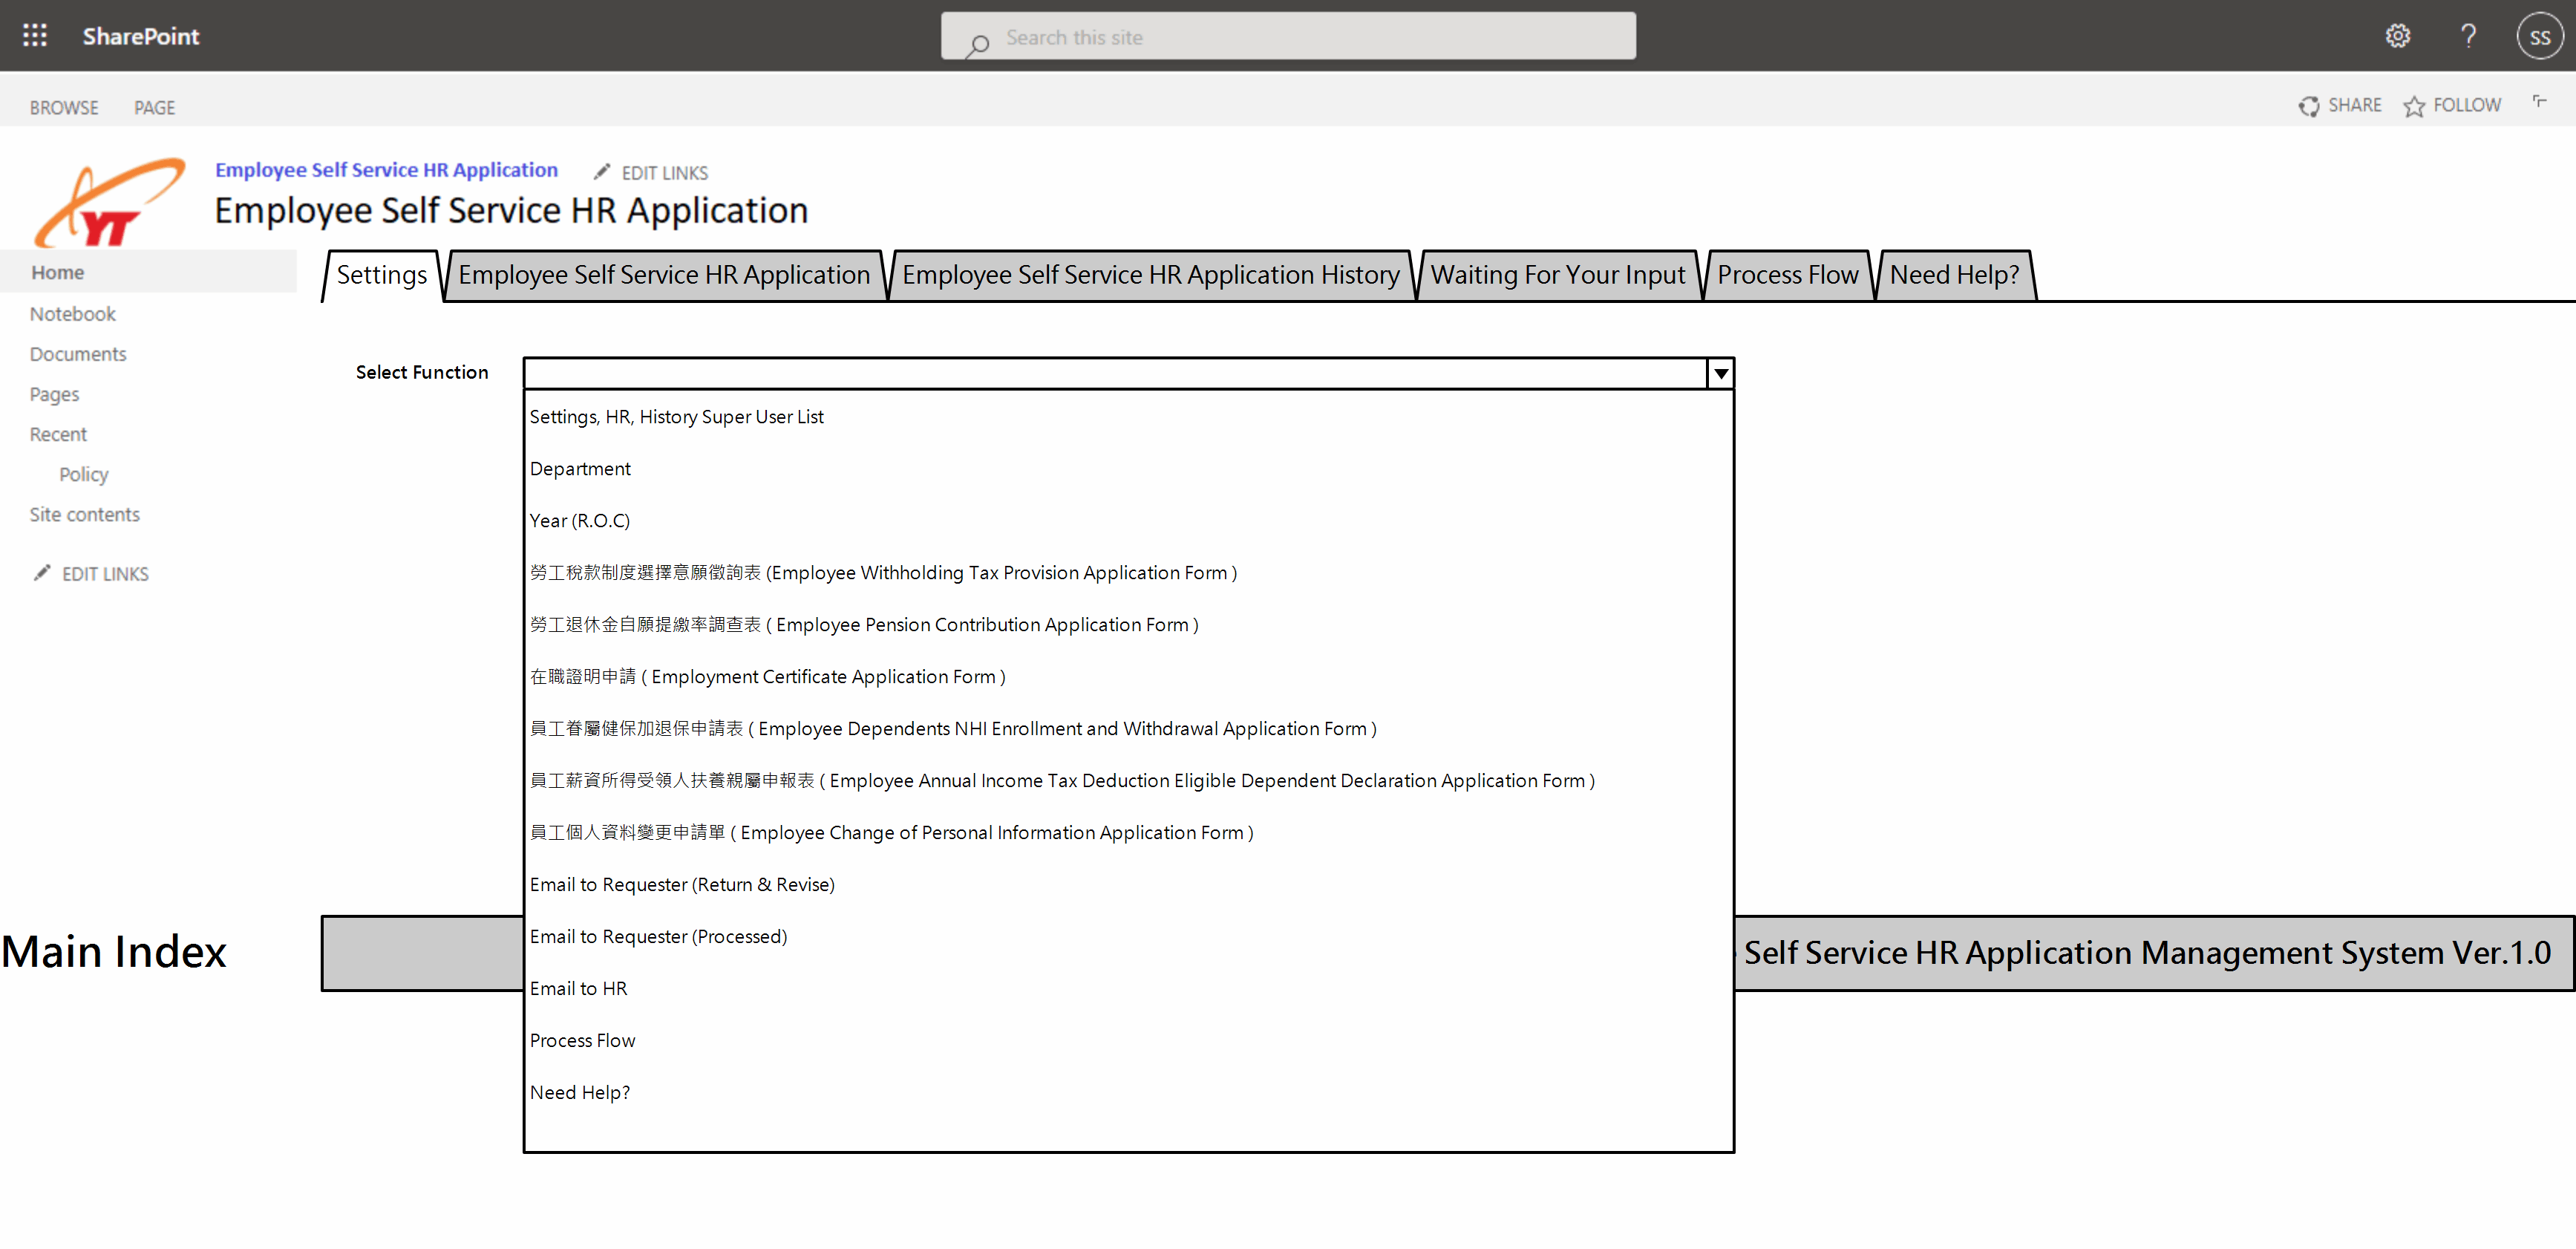 SharePoint
Search this site
?
SS
BROWSE
PAGE
SHARE
FOLLOW
YT
Employee Self Service HR Application
EDIT LINKS
Employee Self Service HR Application
Home
Notebook
Documents
Pages
Recent
Policy
Site contents
EDIT LINKS
Settings
Employee Self Service HR Application
Employee Self Service HR Application History
Waiting For Your Input
Process Flow
Need Help?
Select Function
Settings, HR, History Super User List
Department
Year (R.O.C)
勞工稅款制度選擇意願徵詢表 (Employee Withholding Tax Provision Application Form )
勞工退休金自願提繳率調查表 ( Employee Pension Contribution Application Form )
在職證明申請 ( Employment Certificate Application Form )
員工眷屬健保加退保申請表 ( Employee Dependents NHI Enrollment and Withdrawal Application Form )
員工薪資所得受領人扶養親屬申報表 ( Employee Annual Income Tax Deduction Eligible Dependent Declaration Application Form )
員工個人資料變更申請單 ( Employee Change of Personal Information Application Form )
Email to Requester (Return & Revise)
Email to Requester (Processed)
Email to HR
Process Flow
Need Help?
Main Index
Self Service HR Application Management System Ver.1.0